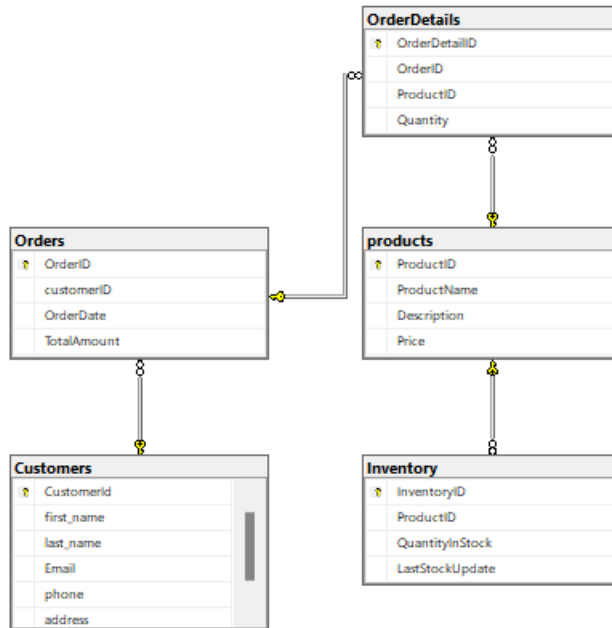 OrderDetails
OrderDetailID
OrderID
ProductID
Quantity
Orders
OrderID
customerID
OrderDate
TotalAmount
products
ProductID
ProductName
Description
Price
Customers
CustomerId
first_name
last_name
Email
phone
address
Inventory
InventoryID
ProductID
QuantityInStock
LastStockUpdate